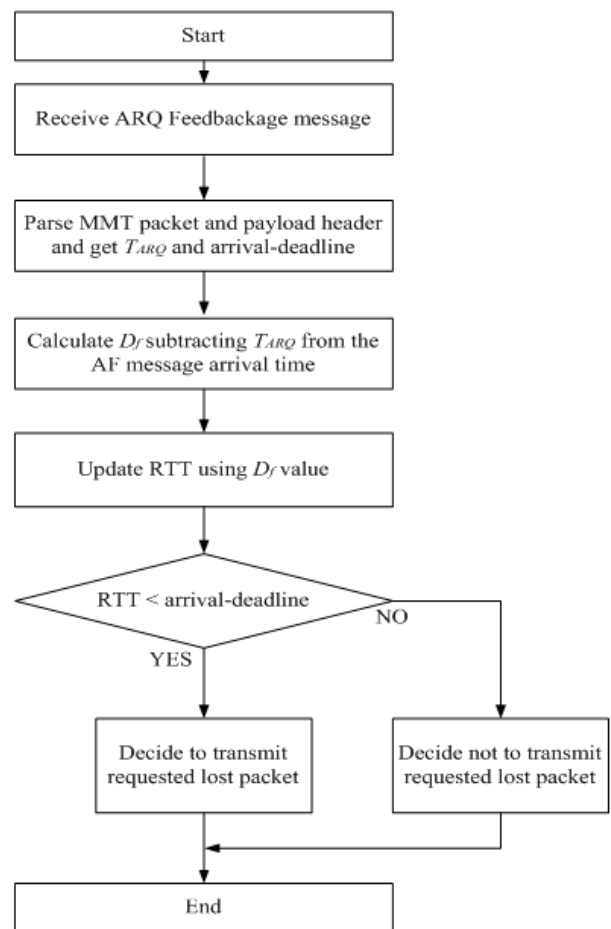 Start
Receive ARQ Feedbackage message
Parse MMT packet and payload header
and get TARQ and arrival-deadline
Calculate Df subtracting TARQ from the
AF message arrival time
Update RTT using Df value
RTT < arrival-deadline
NO
YES
Decide to transmit
requested lost packet
Decide not to transmit
requested lost packet
End